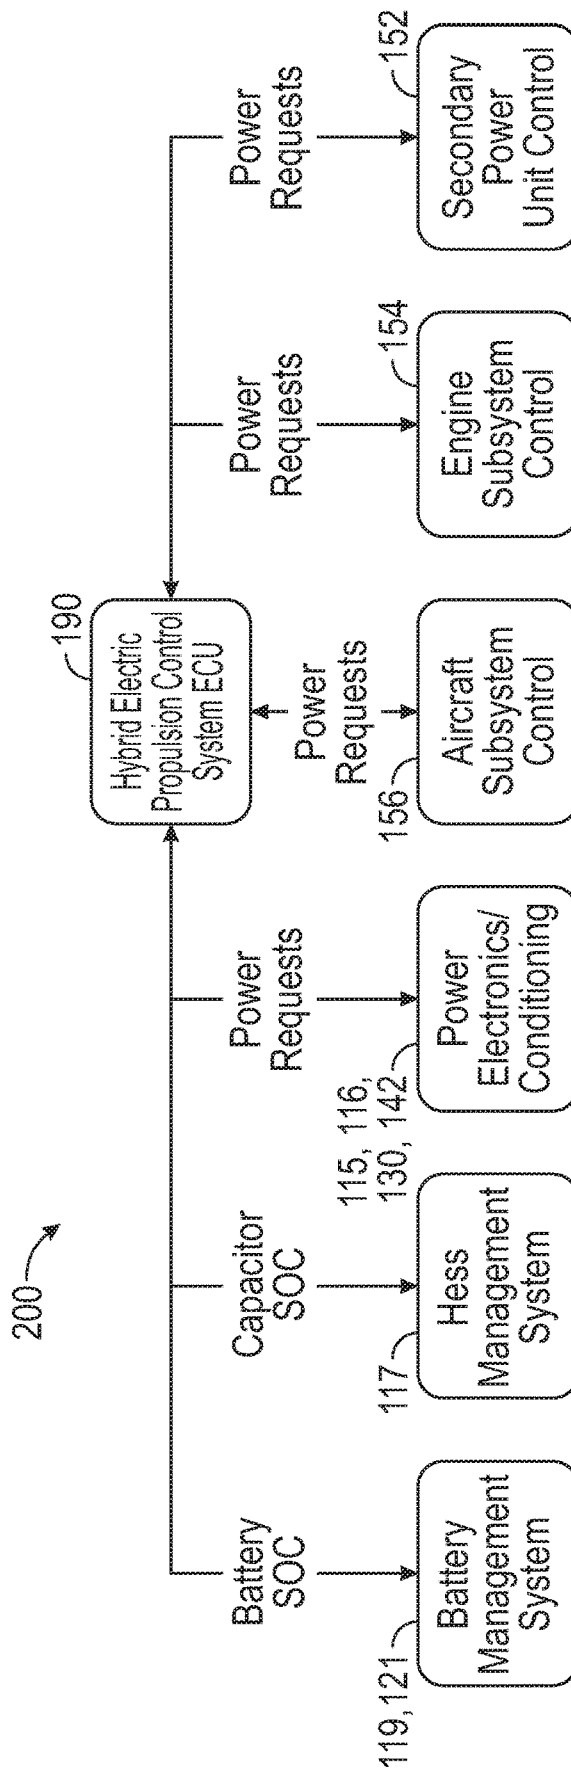 200
190
Hybrid Electric
Propulsion Control
System ECU
Battery
SOC
Capacitor
SOC
Power
Requests
Power
Requests
Power
Requests
Power
Requests
119, 121
Battery
Management
System
117
Hess
Management
System
115, 116,
130, 142
Power
Electronics/
Conditioning
156
Aircraft
Subsystem
Control
154
Engine
Subsystem
Control
152
Secondary
Power
Unit Control